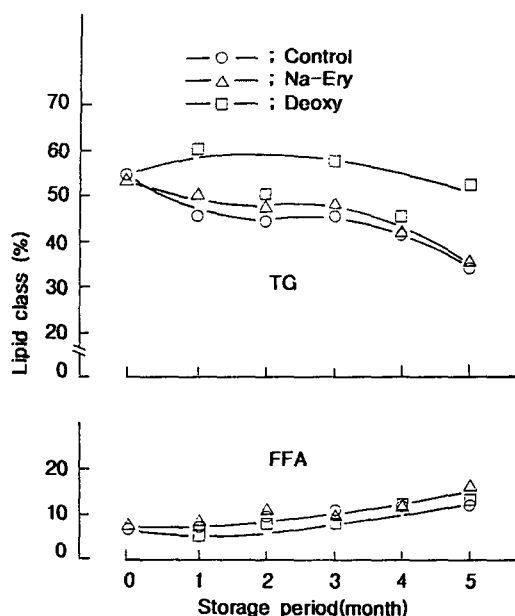 ; Control
; Na-Ery
; Deoxy
70
60
50
40
30
20
0
Lipid class (%)
TG
FFA
20
10
0
0 1 2 3 4 5
Storage period(month)